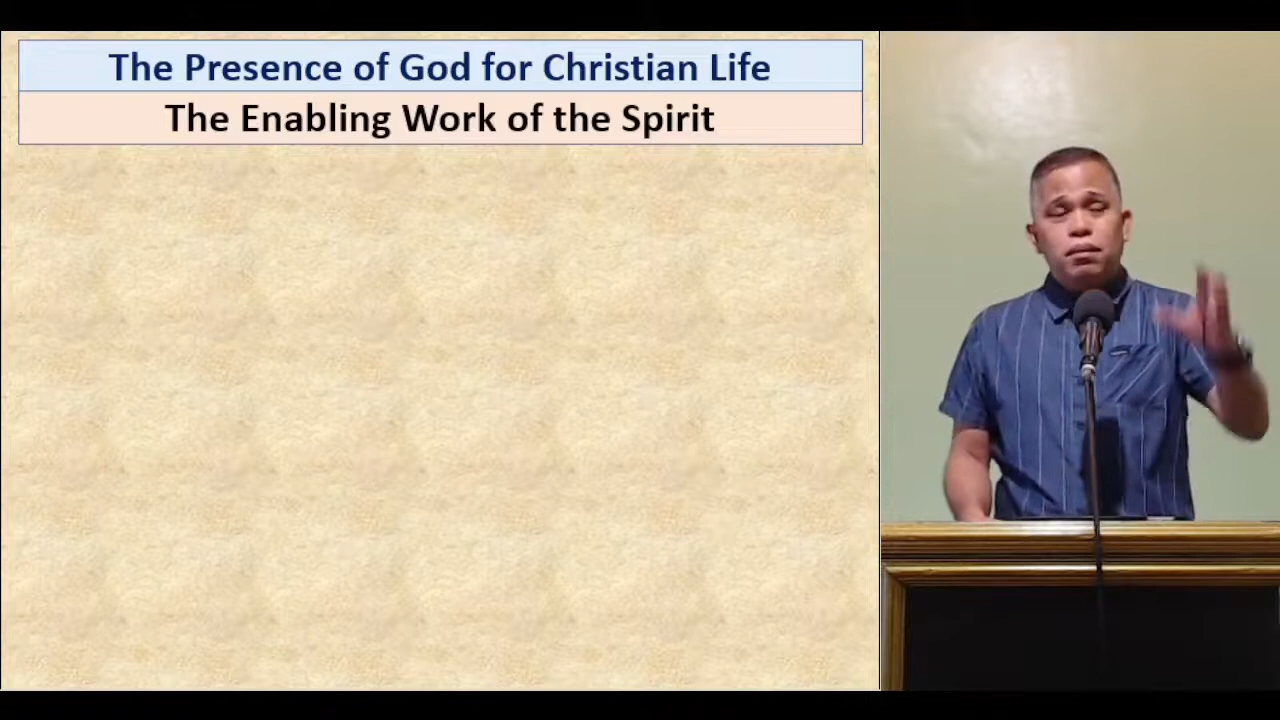 The Presence of God for Christian Life
The Enabling Work of the Spirit